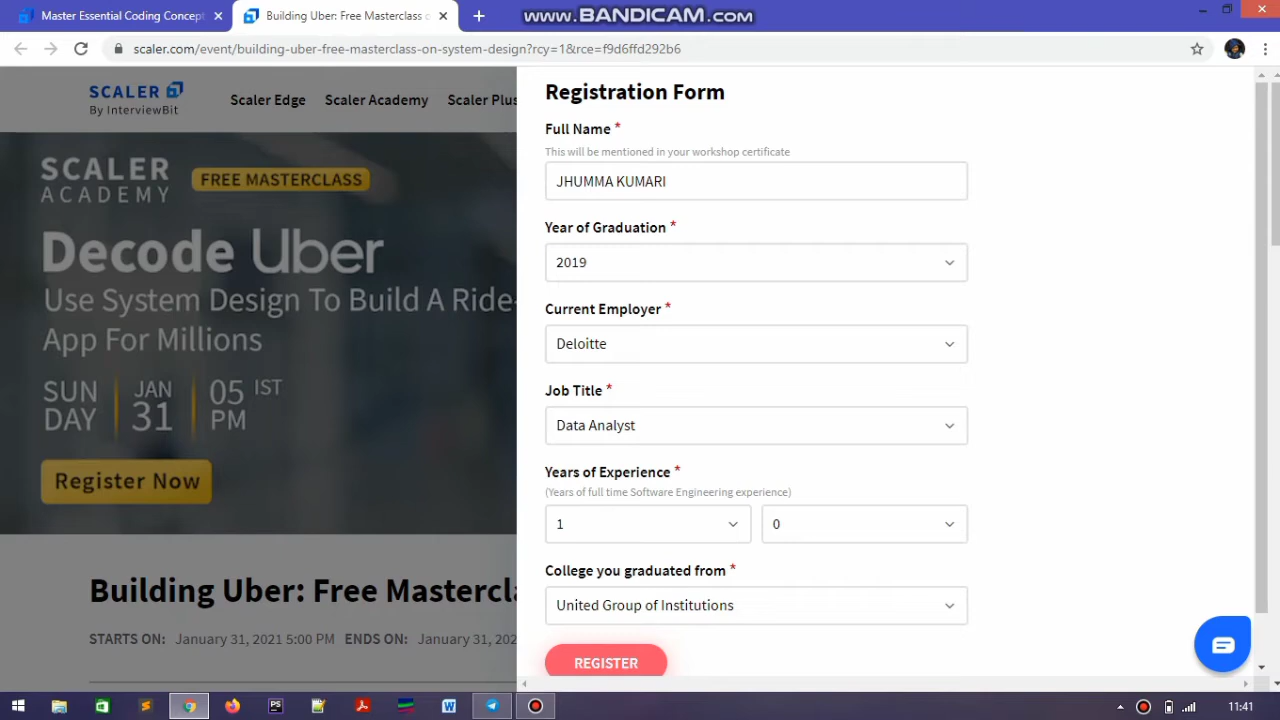 Master Essential Coding Concept
Building Uber: Free Masterclass o
www.BANDICAM.com
scaler.com/event/building-uber-free-masterclass-on-system-design?rcy=1&rce=f9d6ffd292b6
SCALER
By InterviewBit
Scaler Edge
Scaler Academy
Scaler Plus
SCALER
ACADEMY
FREE MASTERCLASS
Decode Uber
Use System Design To Build A Ride-
App For Millions
SUN
DAY
JAN
31
05 IST
PM
Register Now
Building Uber: Free Mastercla
STARTS ON: January 31, 2021 5:00 PM ENDS ON: January 31, 202
Registration Form
Full Name *
This will be mentioned in your workshop certificate
JHUMMA KUMARI
Year of Graduation *
2019
Current Employer *
Deloitte
Job Title *
Data Analyst
Years of Experience *
(Years of full time Software Engineering experience)
1
0
College you graduated from *
United Group of Institutions
REGISTER
PS
W
11:41